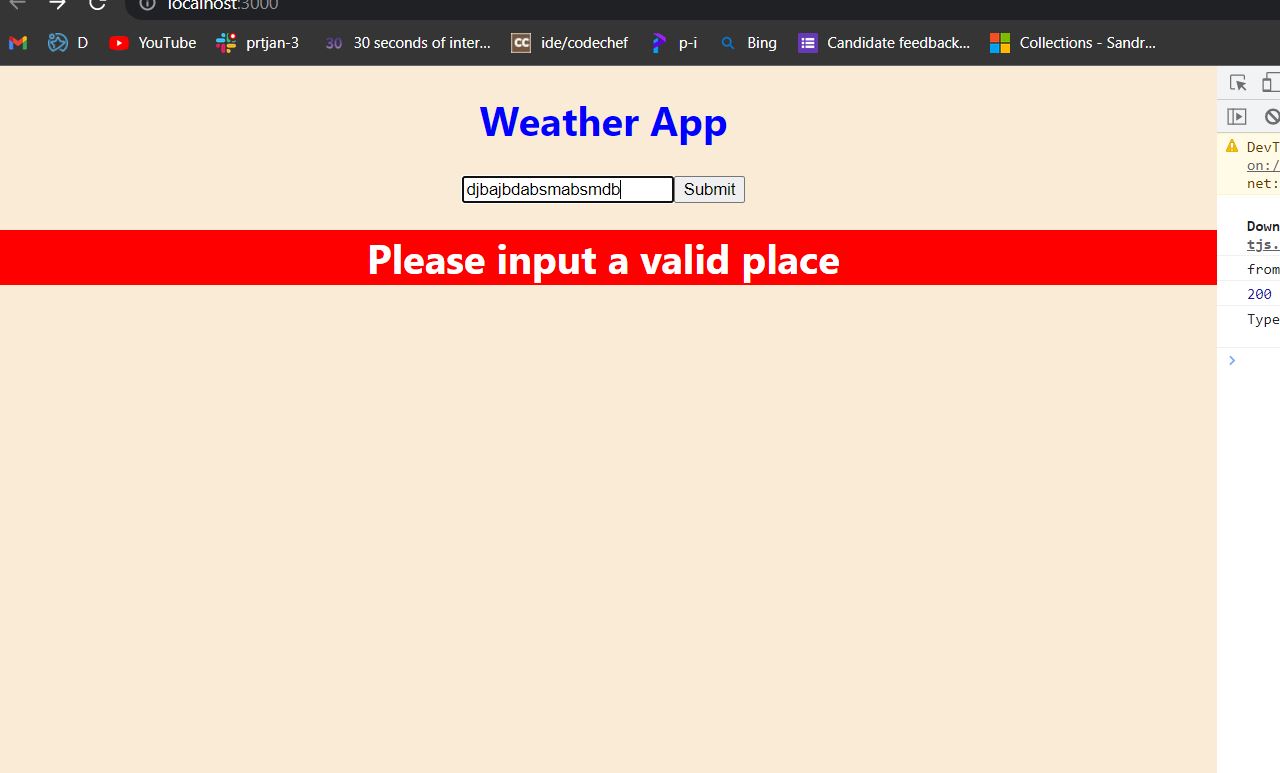 localhost:3000
D YouTube prtjan-3 30 30 seconds of inter... CC ide/codechef p-i Bing Candidate feedback... Collections - Sandr...
Weather App
djbajbdabsmabsmdb Submit
Please input a valid place
DevT
on:/
net:
Down
tjs.
from
200
Type